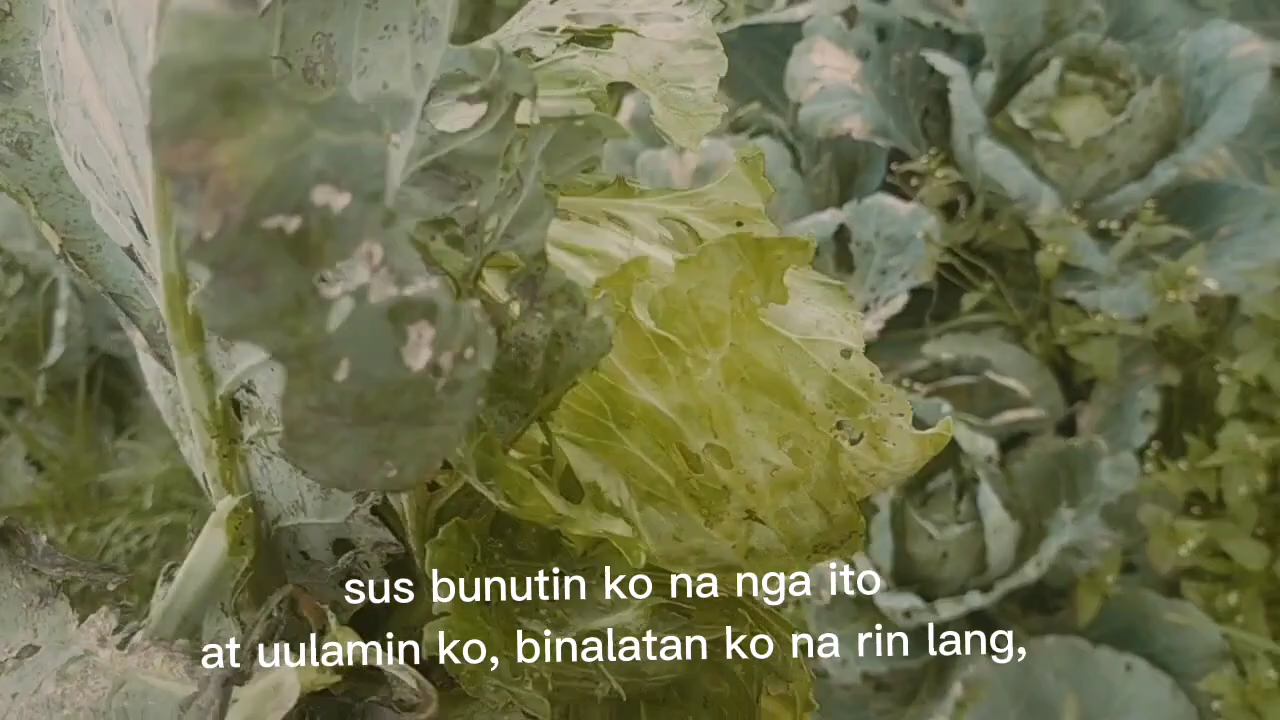 sus bunutin ko na nga ito
at uulamin ko, binalatan ko na rin lang,